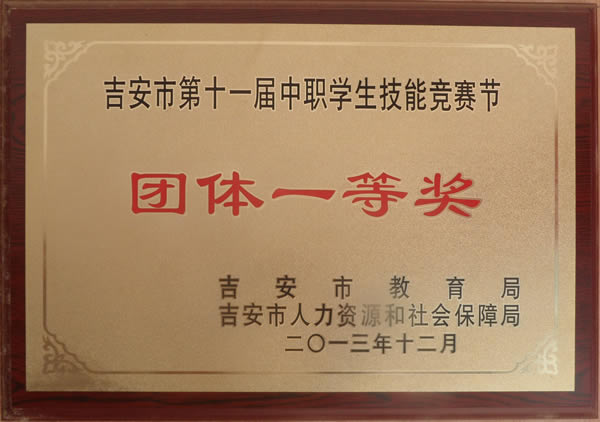 吉安市第十一届中职学生技能竞赛节
团体一等奖
吉安市教育局
吉安市人力资源和社会保障局
二〇一三年十二月